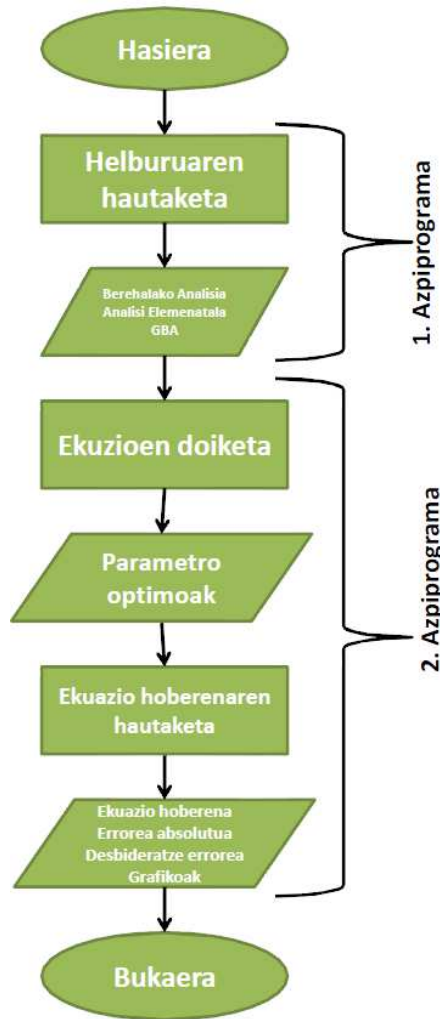 Hasiera
Helburuaren
hautaketa
1. Azpiprograma
Berehalako Analisia
Analisi Elemenatala
GBA
Ekuzioen doiketa
Parametro
optimoak
2. Azpiprograma
Ekuazio hoberenaren
hautaketa
Ekuazio hoberena
Errorea absolutua
Desbideratze errorea
Grafikoak
Bukaera